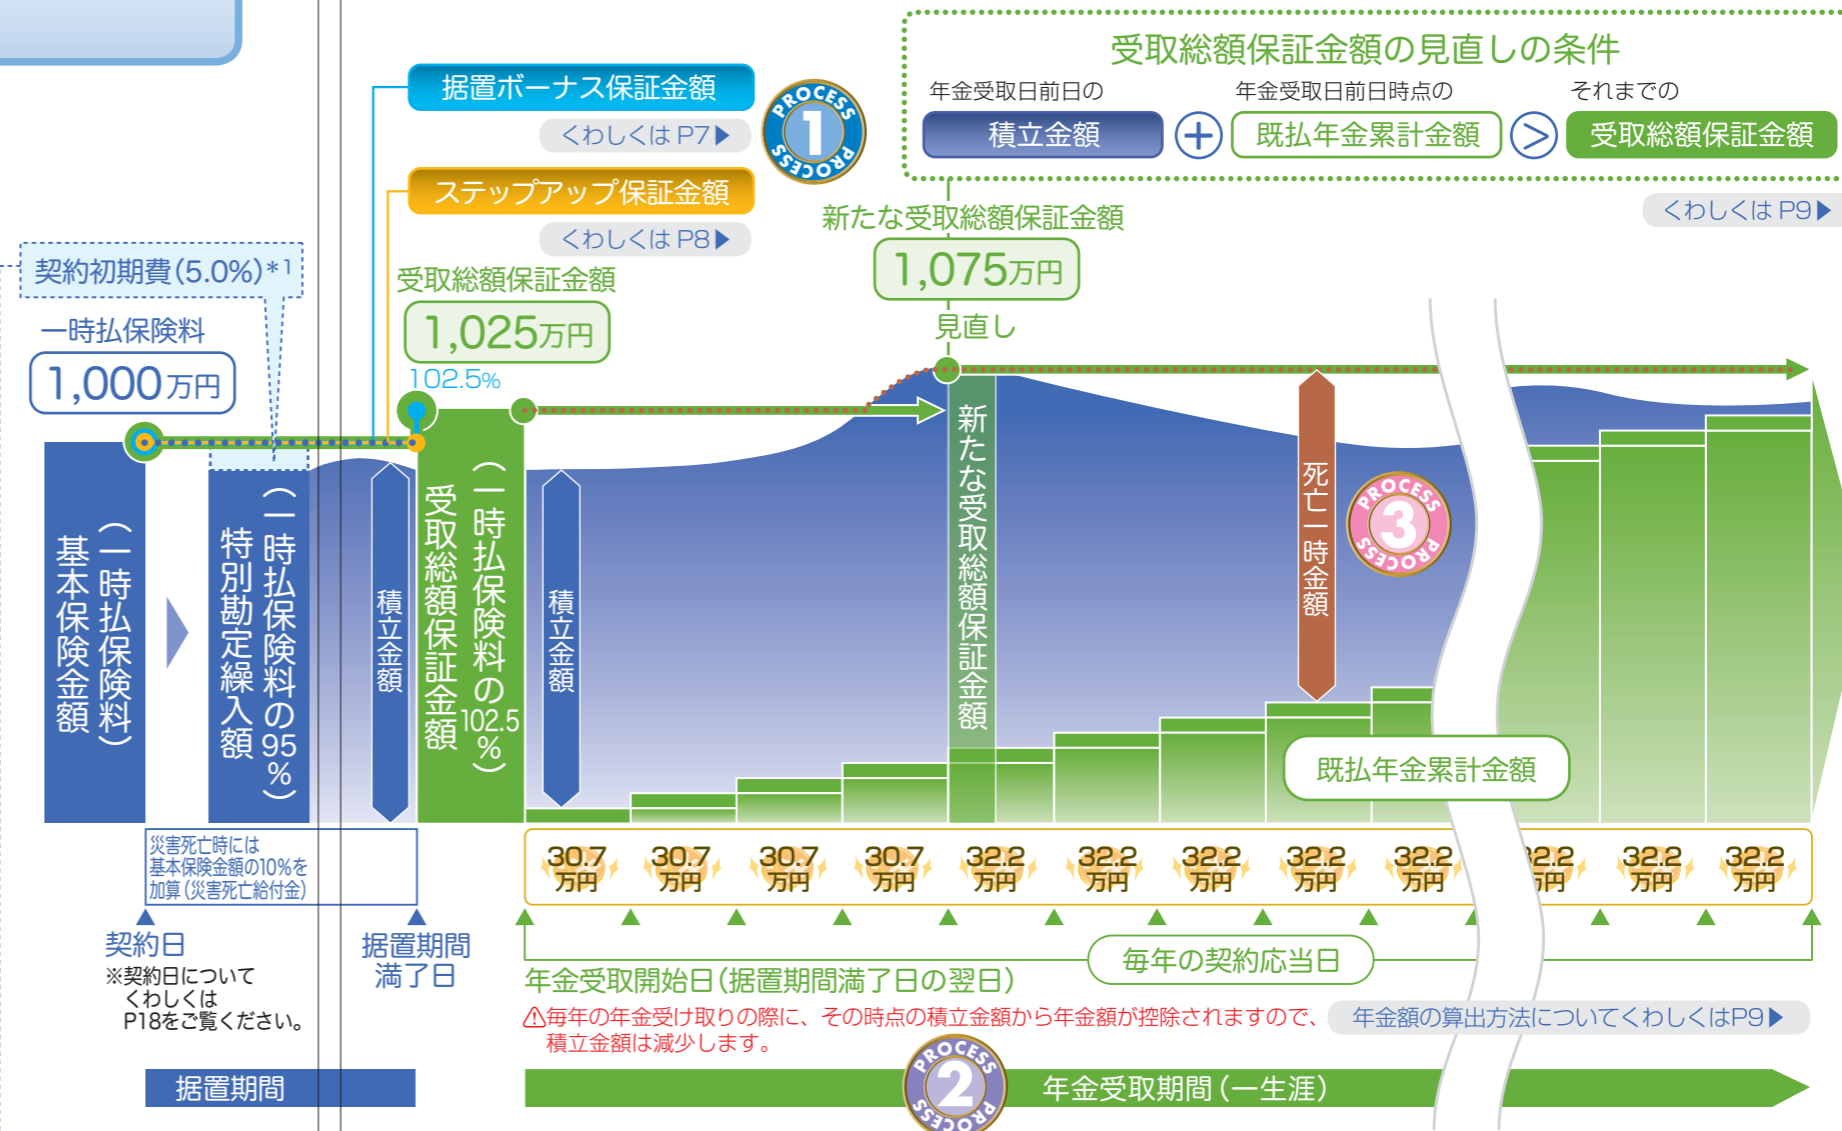 受取総額保証金額の見直しの条件
年金受取日前日の
積立金額
+
年金受取日前日時点の
既払年金累計金額
>
それまでの
受取総額保証金額
くわしくは P9▶
据置ボーナス保証金額
くわしくは P7▶
PROCESS 1 PROCESS
ステップアップ保証金額
くわしくは P8▶
新たな受取総額保証金額
1,075万円
見直し
契約初期費(5.0%)*1
一時払保険料
1,000万円
受取総額保証金額
1,025万円
102.5%
基本保険金額
(一時払保険料)
特別勘定繰入額
(一時払保険料の95%)
積立金額
受取総額保証金額
(一時払保険料の102.5%)
積立金額
新たな受取総額保証金額
死亡一時金額
PROCESS 3 PROCESS
既払年金累計金額
災害死亡時には
基本保険金額の10%を
加算(災害死亡給付金)
30.7万円
30.7万円
30.7万円
30.7万円
32.2万円
32.2万円
32.2万円
32.2万円
32.2万円
32.2万円
32.2万円
32.2万円
契約日
※契約日について
くわしくは
P18をご覧ください。
据置期間
満了日
年金受取開始日(据置期間満了日の翌日)
毎年の契約応当日
⚠毎年の年金受け取りの際に、その時点の積立金額から年金額が控除されますので、
積立金額は減少します。
年金額の算出方法についてくわしくはP9▶
据置期間
PROCESS 2 PROCESS
年金受取期間(一生涯)